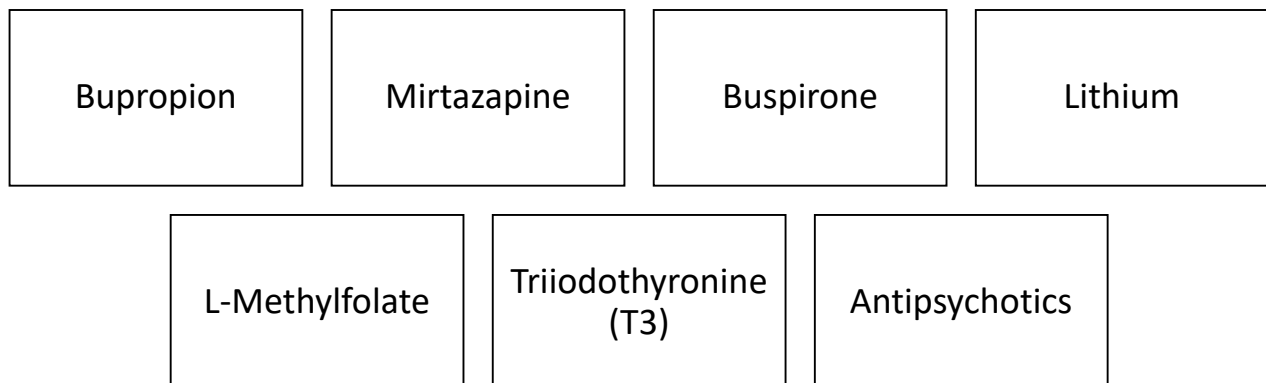 Bupropion
Mirtazapine
Buspirone
Lithium
L-Methylfolate
Triiodothyronine
(T3)
Antipsychotics